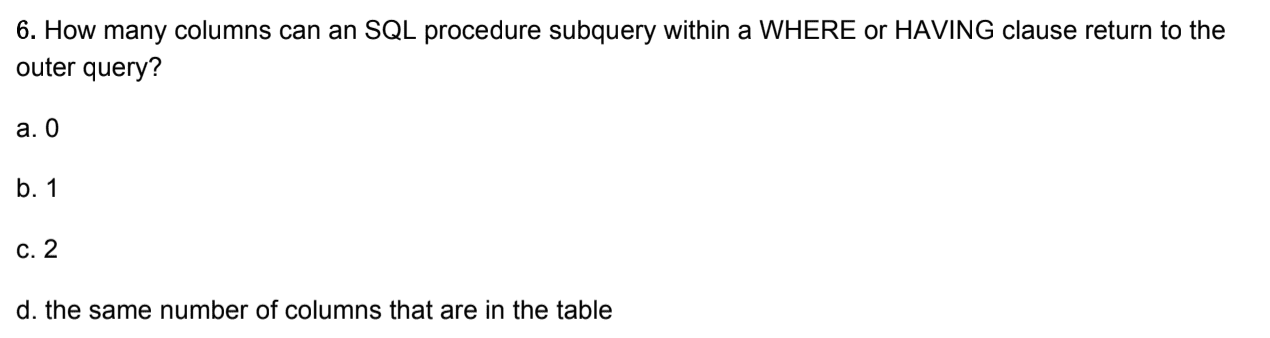 6. How many columns can an SQL procedure subquery within a WHERE or HAVING clause return to the
outer query?
a. 0
b. 1
c. 2
d. the same number of columns that are in the table